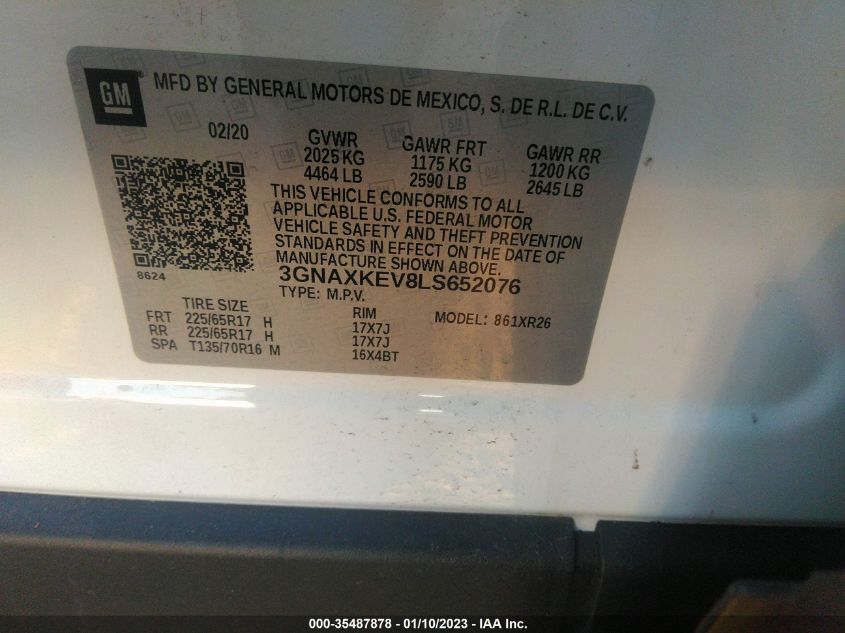 GM
MFD BY GENERAL MOTORS DE MEXICO, S. DE R.L. DE C.V.
02/20 GVWR GAWR FRT GAWR RR
2025 KG 1175 KG 1200 KG
4464 LB 2590 LB 2645 LB
THIS VEHICLE CONFORMS TO ALL
APPLICABLE U.S. FEDERAL MOTOR
VEHICLE SAFETY AND THEFT PREVENTION
STANDARDS IN EFFECT ON THE DATE OF
MANUFACTURE SHOWN ABOVE.
8624
3GNAXKEV8LS652076
TYPE: M.P.V.
TIRE SIZE RIM MODEL: 861XR26
FRT 225/65R17 H 17X7J
RR 225/65R17 H 17X7J
SPA T135/70R16 M 16X4BT
000-35487878 — 01/10/2023 — IAA Inc.